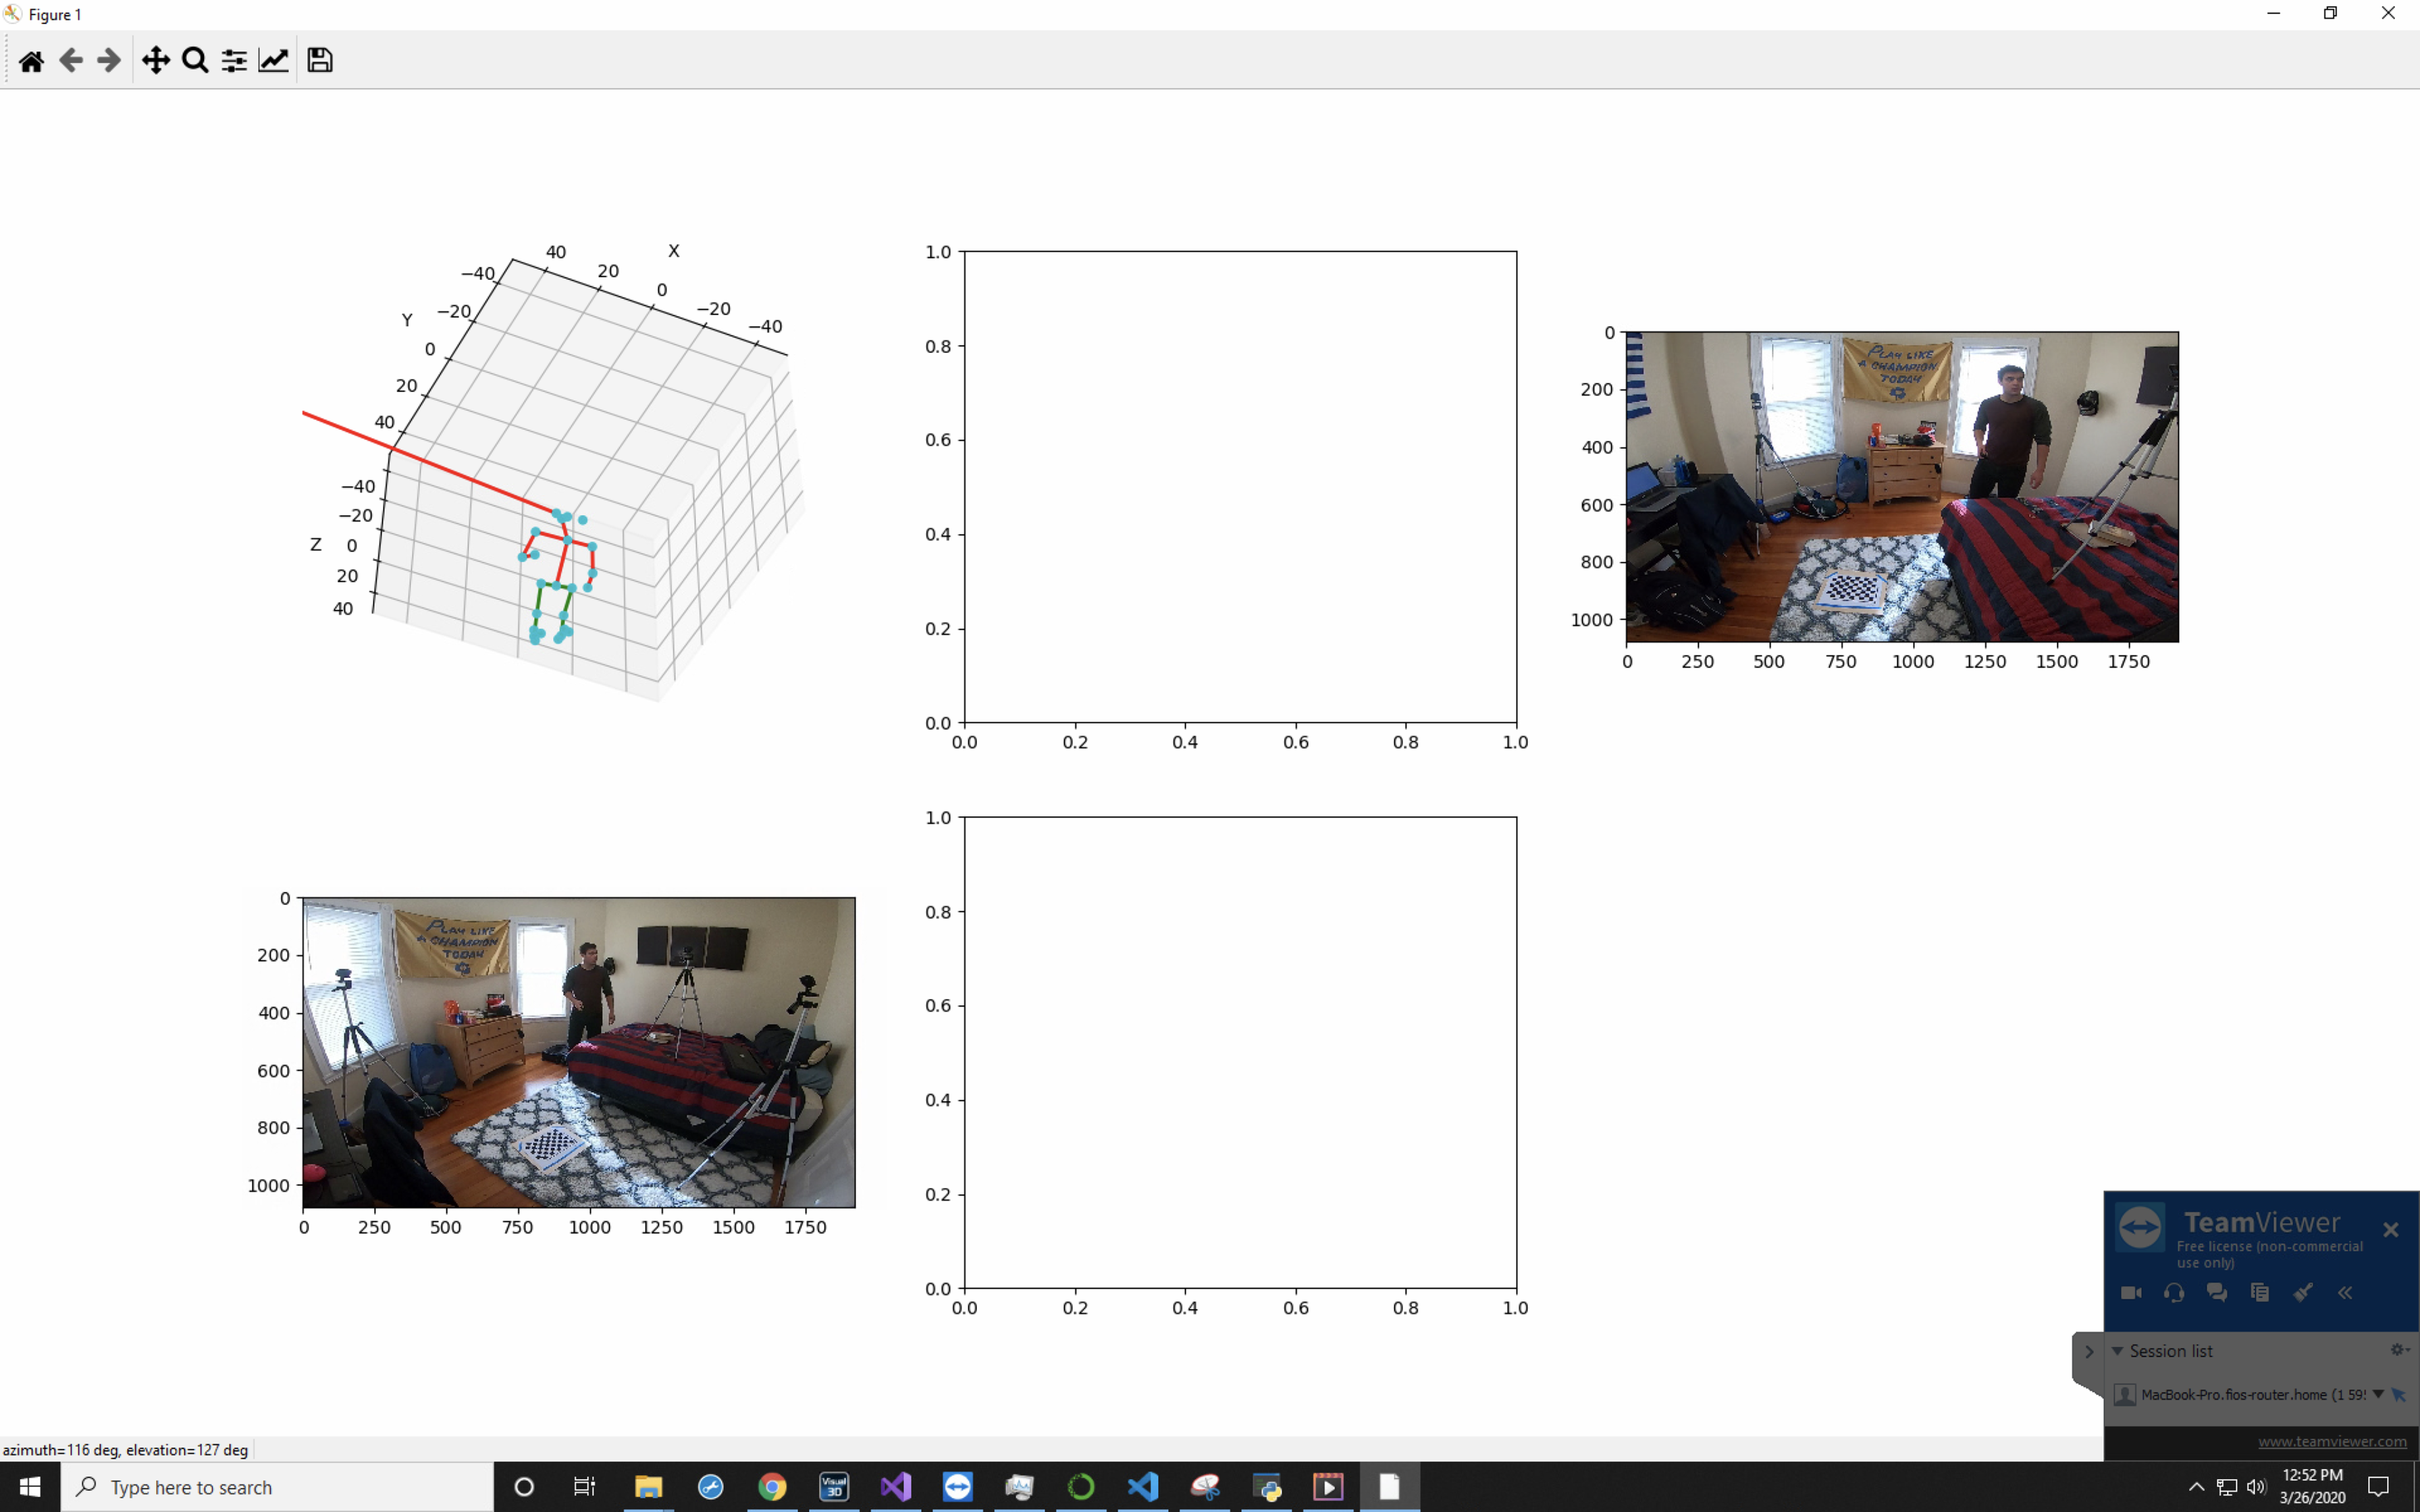 Figure 1
40
X
20
-40
0
Y
-20
-20
-40
0
20
40
-40
-20
Z
0
20
40
1.0
0.8
0.6
0.4
0.2
0.0
0.0 0.2 0.4 0.6 0.8 1.0
0
200
400
600
800
1000
0 250 500 750 1000 1250 1500 1750
PLAY LIKE
A CHAMPION
TODAY
0
200
400
600
800
1000
0 250 500 750 1000 1250 1500 1750
PLAY LIKE
A CHAMPION
TODAY
1.0
0.8
0.6
0.4
0.2
0.0
0.0 0.2 0.4 0.6 0.8 1.0
TeamViewer
Free license (non-commercial
use only)
Session list
MacBook-Pro.fios-router.home (1 59!
www.teamviewer.com
azimuth=116 deg, elevation=127 deg
Type here to search
Visual
3D
12:52 PM
3/26/2020